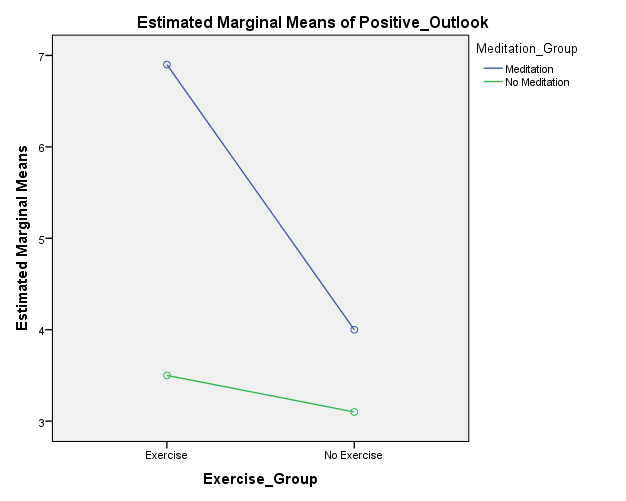 Estimated Marginal Means of Positive_Outlook
Meditation_Group
Meditation
No Meditation
Estimated Marginal Means
7
6
5
4
3
Exercise
No Exercise
Exercise_Group